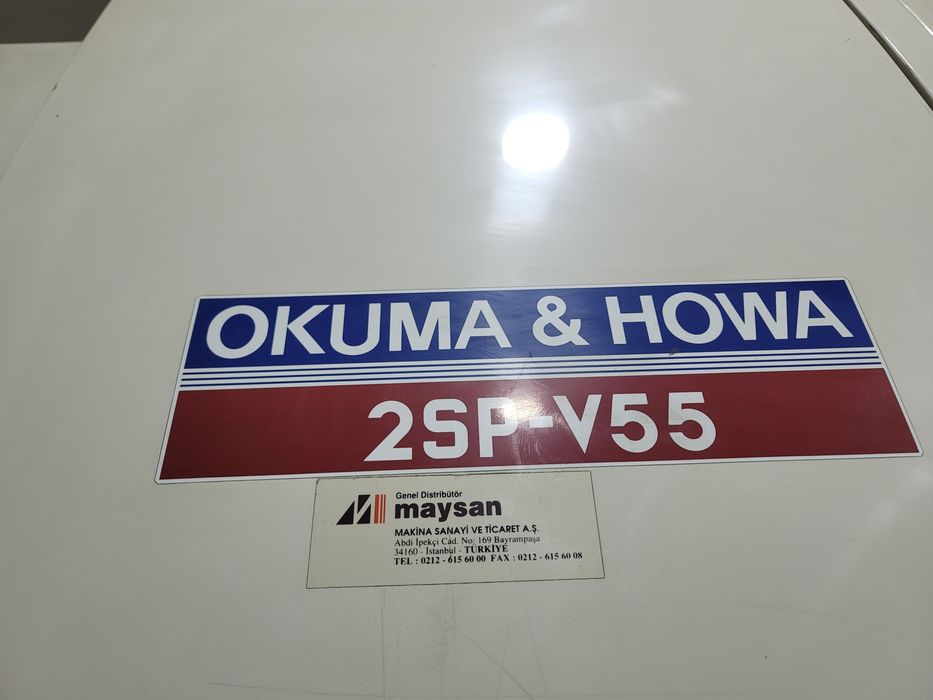 OKUMA & HOWA
2SP-V55
Genel Distribütör
maysan
MAKİNA SANAYİ VE TİCARET A.Ş.
Abdi İpekçi Cad. No: 169 Bayrampaşa
34160 - İstanbul - TÜRKİYE
TEL : 0212 - 615 60 00 FAX : 0212 - 615 60 08